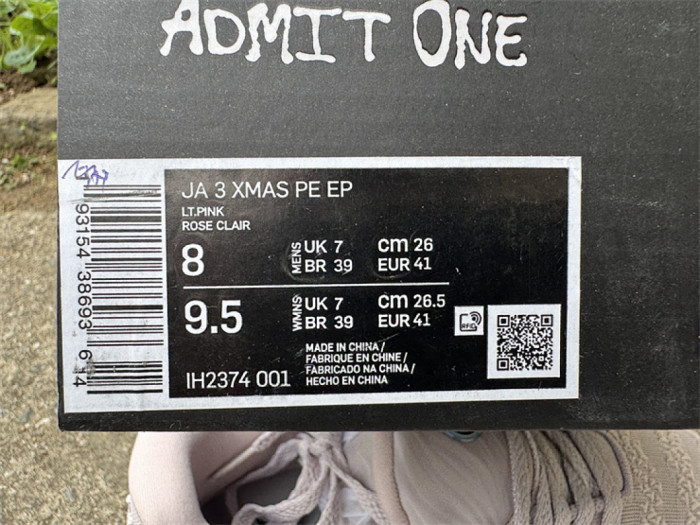 ADMIT ONE
JA 3 XMAS PE EP
LT.PINK
ROSE CLAIR
8
MENS
UK 7 cm 26
BR 39 EUR 41
9.5
WMNS
UK 7 cm 26.5
BR 39 EUR 41
RFID
MADE IN CHINA /
FABRIQUE EN CHINE /
FABRICADO NA CHINA /
HECHO EN CHINA
IH2374 001
93154 38693 6 4